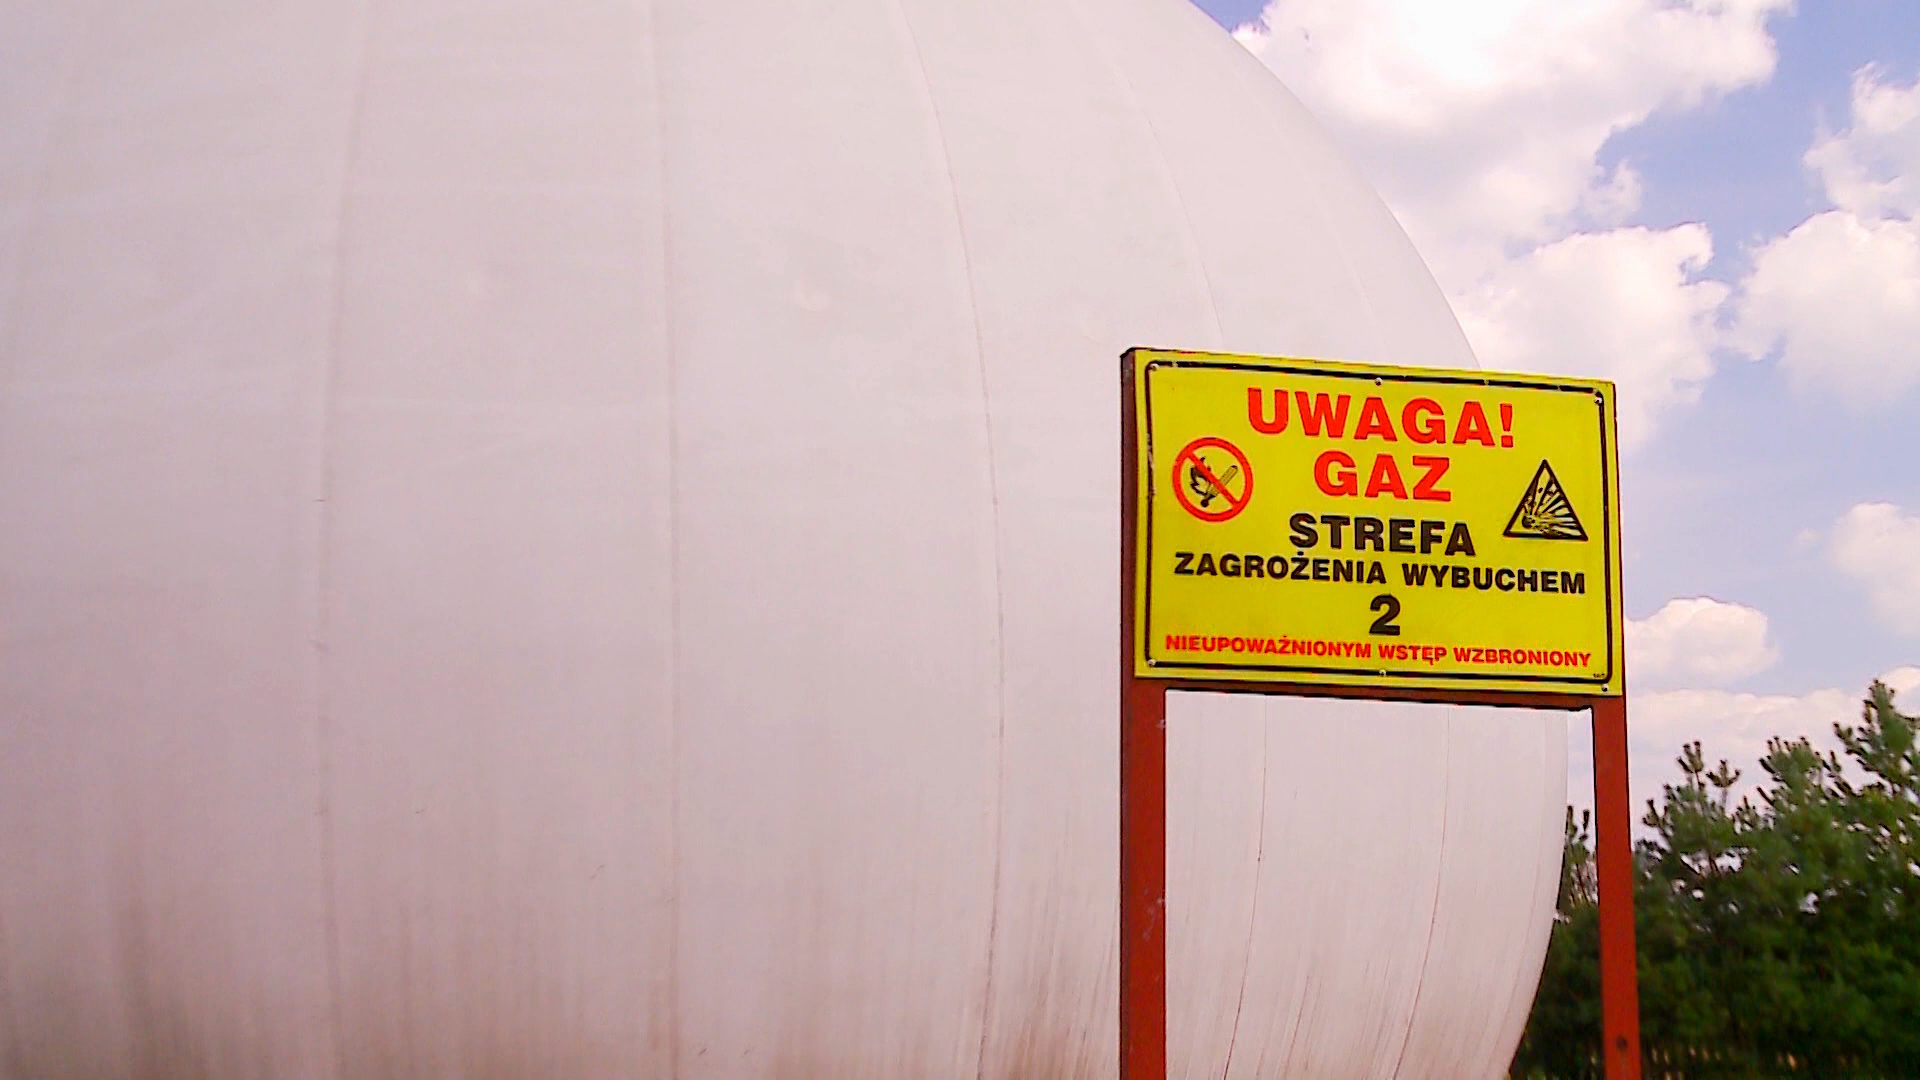 UWAGA!
GAZ
STREFA
ZAGROŻENIA WYBUCHEM
2
NIEUPOWAŻNIONYM WSTĘP WZBRONIONY